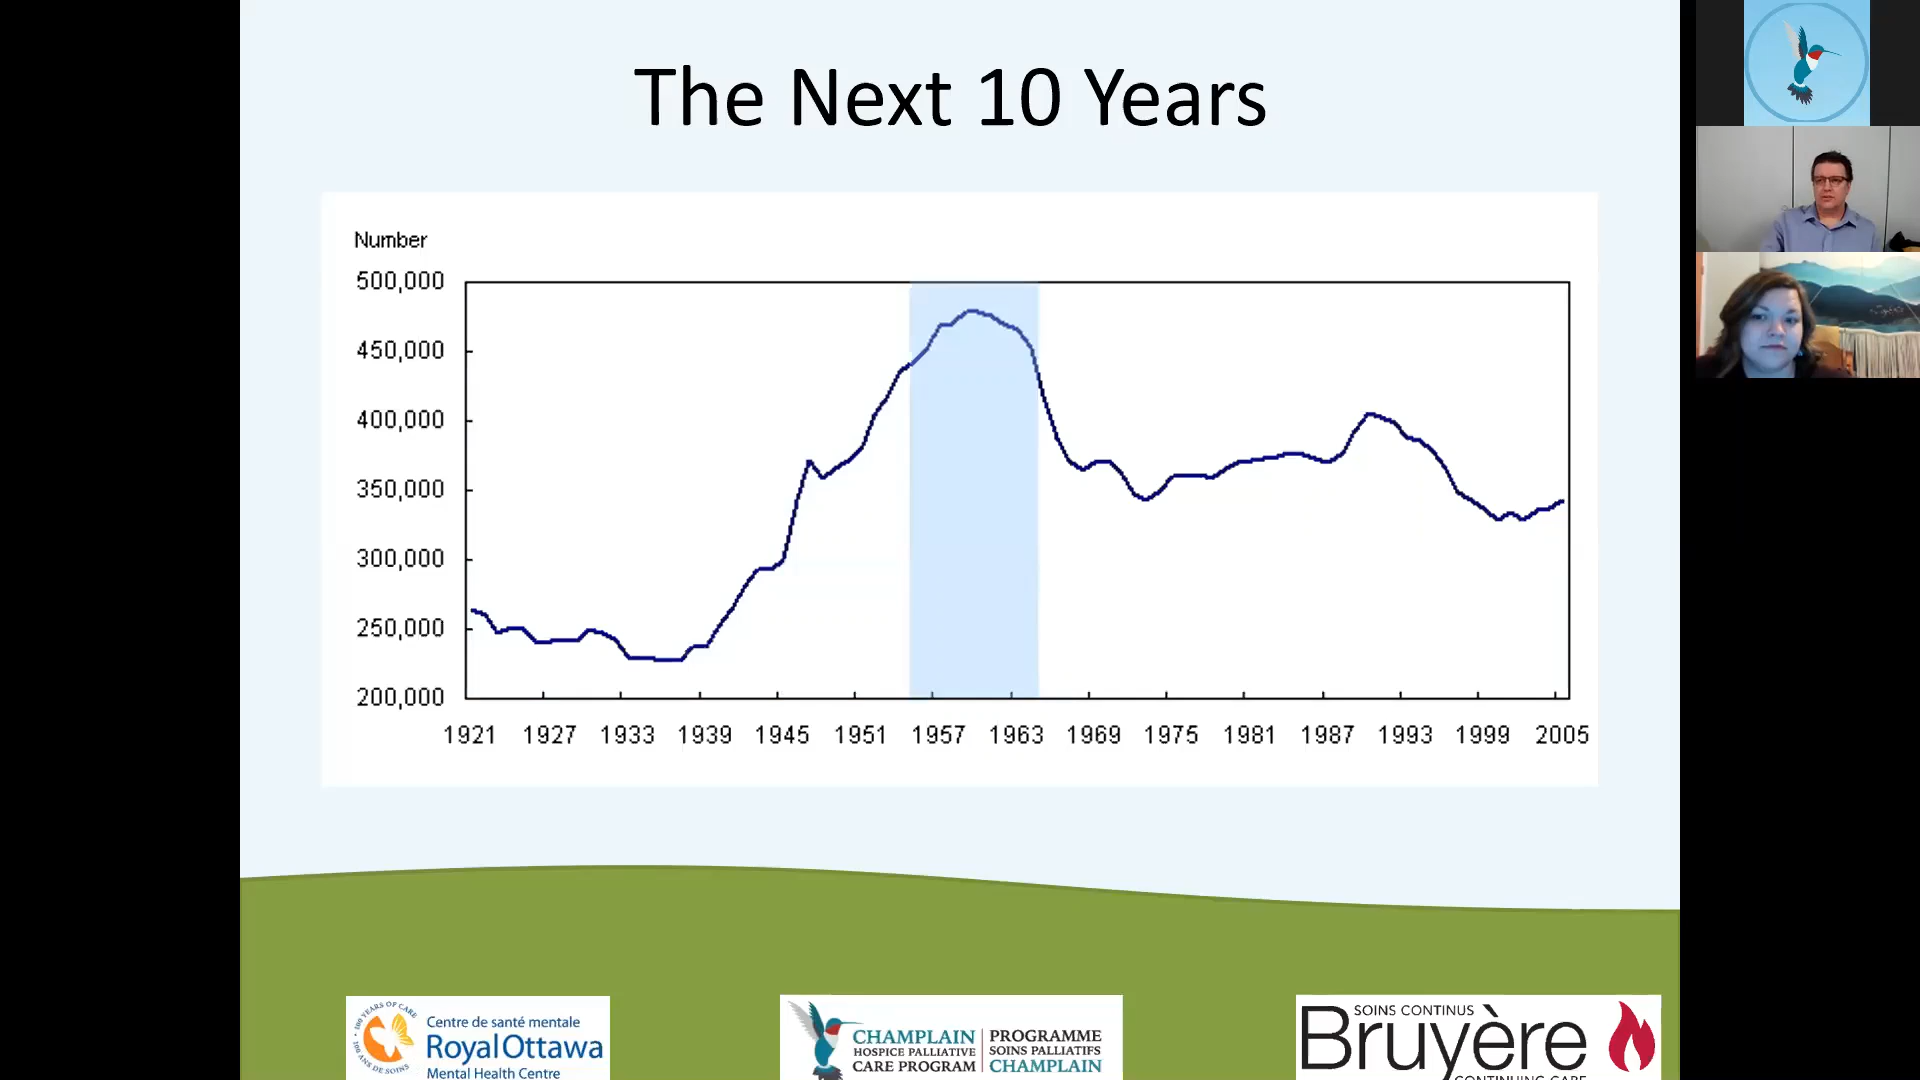 The Next 10 Years
Number
500,000
450,000
400,000
350,000
300,000
250,000
200,000
1921 1927 1933 1939 1945 1951 1957 1963 1969 1975 1981 1987 1993 1999 2005
100 YEARS OF CARE
100 ANS DE SOINS
Centre de santé mentale
Royal Ottawa
Mental Health Centre
CHAMPLAIN
HOSPICE PALLIATIVE
CARE PROGRAM
PROGRAMME
SOINS PALLIATIFS
CHAMPLAIN
SOINS CONTINUS
Bruyère
CONTINUING CARE